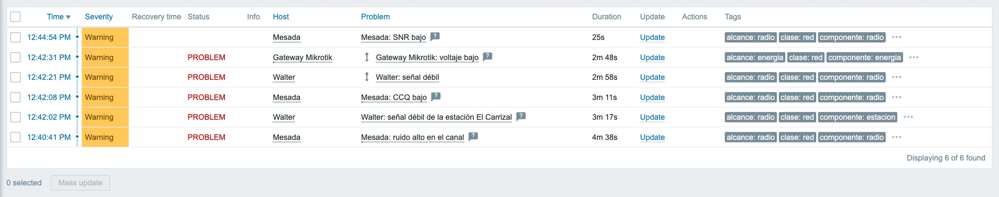 Time Severity Recovery time Status Info Host Problem Duration Update Actions Tags
12:44:54 PM Warning Mesada Mesada: SNR bajo ? 25s Update alcance: radio clase: red componente: radio •••
12:42:31 PM Warning PROBLEM Gateway Mikrotik Gateway Mikrotik: voltaje bajo ? 2m 48s Update alcance: energia clase: red componente: energia •••
12:42:21 PM Warning PROBLEM Walter Walter: señal débil 2m 58s Update alcance: radio clase: red componente: radio •••
12:42:08 PM Warning PROBLEM Mesada Mesada: CCQ bajo ? 3m 11s Update alcance: radio clase: red componente: radio •••
12:42:02 PM Warning PROBLEM Walter Walter: señal débil de la estación El Carrizal ? 3m 17s Update alcance: radio clase: red componente: estacion •••
12:40:41 PM Warning PROBLEM Mesada Mesada: ruido alto en el canal ? 4m 38s Update alcance: radio clase: red componente: radio •••
Displaying 6 of 6 found
0 selected Mass update